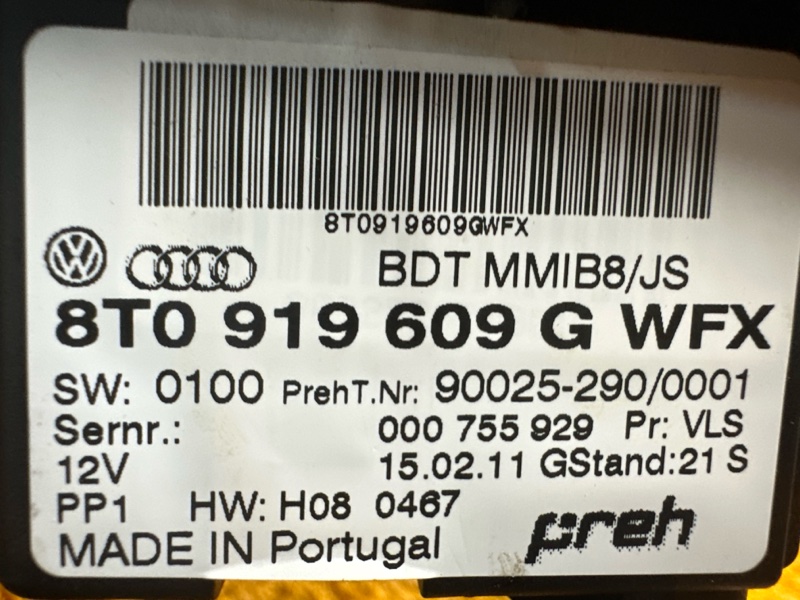 8T0919609GWFX
BDT MMIB8/JS
8T0 919 609 G WFX
SW: 0100 PrehT.Nr: 90025-290/0001
Sernr.: 000 755 929 Pr: VLS
12V 15.02.11 GStand:21 S
PP1 HW: H08 0467
preh
MADE IN Portugal